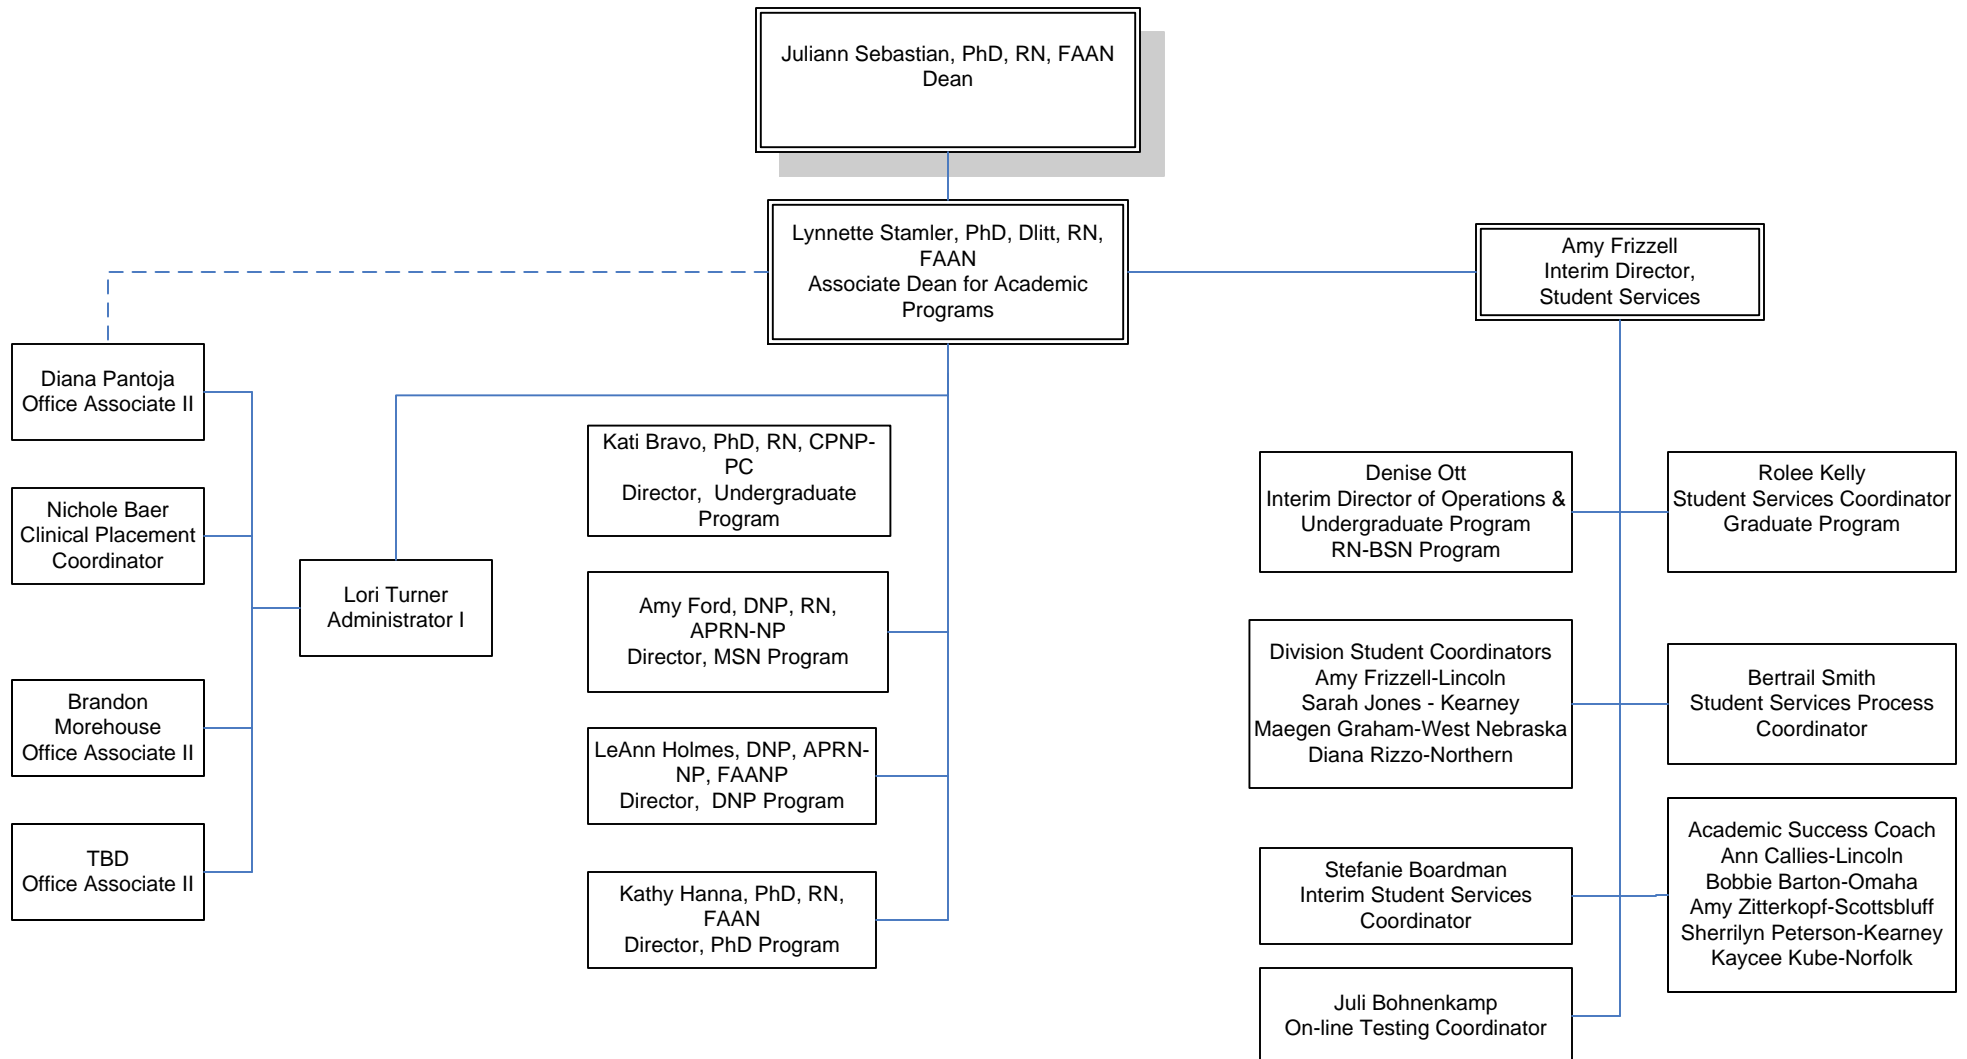 Juliann Sebastian, PhD, RN, FAAN
Dean
Lynnette Stamler, PhD, Dlitt, RN,
FAAN
Associate Dean for Academic
Programs
Amy Frizzell
Interim Director,
Student Services
Diana Pantoja
Office Associate II
Nichole Baer
Clinical Placement
Coordinator
Brandon
Morehouse
Office Associate II
TBD
Office Associate II
Lori Turner
Administrator I
Kati Bravo, PhD, RN, CPNP-
PC
Director,  Undergraduate
Program
Amy Ford, DNP, RN,
APRN-NP
Director, MSN Program
LeAnn Holmes, DNP, APRN-
NP, FAANP
Director,  DNP Program
Kathy Hanna, PhD, RN,
FAAN
Director, PhD Program
Denise Ott
Interim Director of Operations &
Undergraduate Program
RN-BSN Program
Rolee Kelly
Student Services Coordinator
Graduate Program
Division Student Coordinators
Amy Frizzell-Lincoln
Sarah Jones - Kearney
Maegen Graham-West Nebraska
Diana Rizzo-Northern
Bertrail Smith
Student Services Process
Coordinator
Stefanie Boardman
Interim Student Services
Coordinator
Academic Success Coach
Ann Callies-Lincoln
Bobbie Barton-Omaha
Amy Zitterkopf-Scottsbluff
Sherrilyn Peterson-Kearney
Kaycee Kube-Norfolk
Juli Bohnenkamp
On-line Testing Coordinator